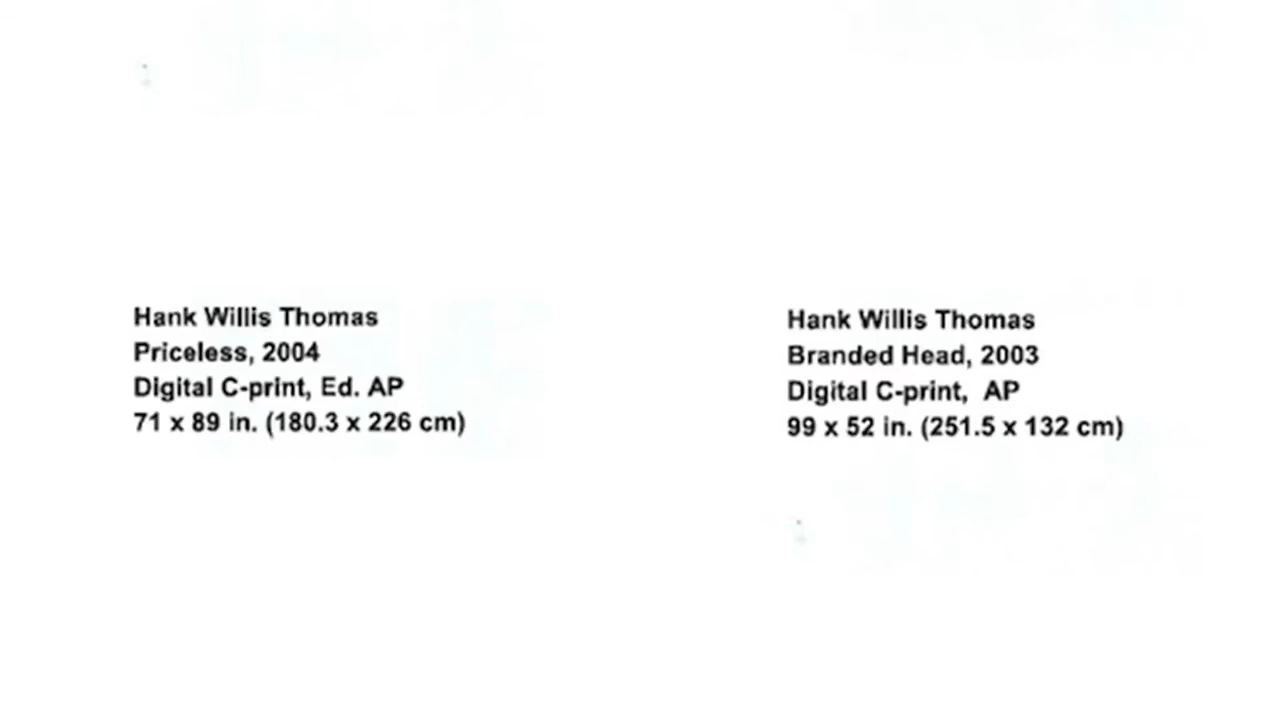 Hank Willis Thomas
Priceless, 2004
Digital C-print, Ed. AP
71 x 89 in. (180.3 x 226 cm)
Hank Willis Thomas
Branded Head, 2003
Digital C-print, AP
99 x 52 in. (251.5 x 132 cm)